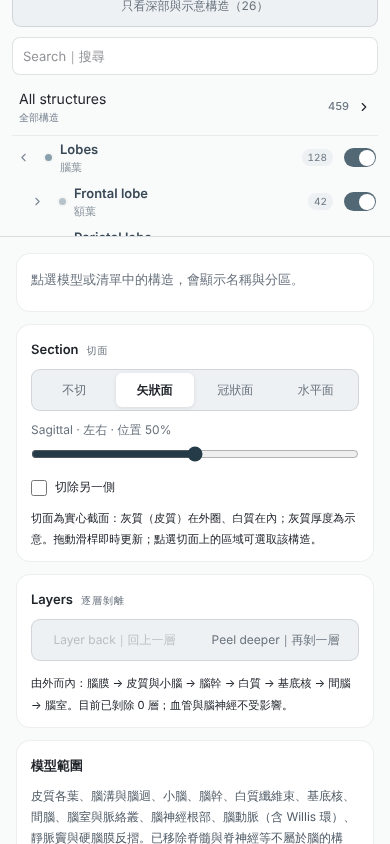 只看深部與示意構造（26）
Search｜搜尋
All structures
459
全部構造
Lobes
128
腦葉
Frontal lobe
42
額葉
Parietal lobe
點選模型或清單中的構造，會顯示名稱與分區。
Section 切面
不切 矢狀面 冠狀面 水平面
Sagittal · 左右 · 位置 50%
切除另一側
切面為實心截面：灰質（皮質）在外圈、白質在內；灰質厚度為示
意。拖動滑桿即時更新；點選切面上的區域可選取該構造。
Layers 逐層剝離
Layer back｜回上一層 Peel deeper｜再剝一層
由外而內：腦膜 → 皮質與小腦 → 腦幹 → 白質 → 基底核 → 間腦
→ 腦室。目前已剝除 0 層；血管與腦神經不受影響。
模型範圍
皮質各葉、腦溝與腦迴、小腦、腦幹、白質纖維束、基底核、
間腦、腦室與脈絡叢、腦神經根部、腦動脈（含 Willis 環）、
靜脈竇與硬腦膜反摺。已移除脊髓與脊神經等不屬於腦的構